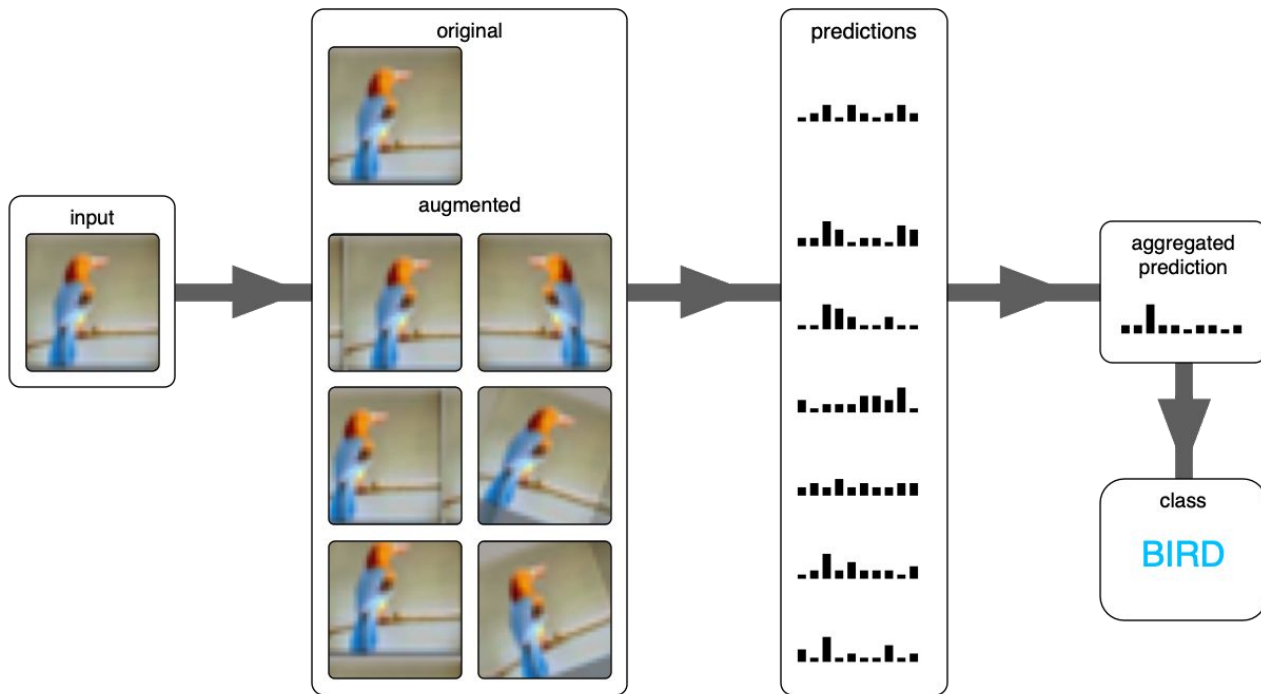 original
predictions
augmented
input
aggregated
prediction
class
BIRD